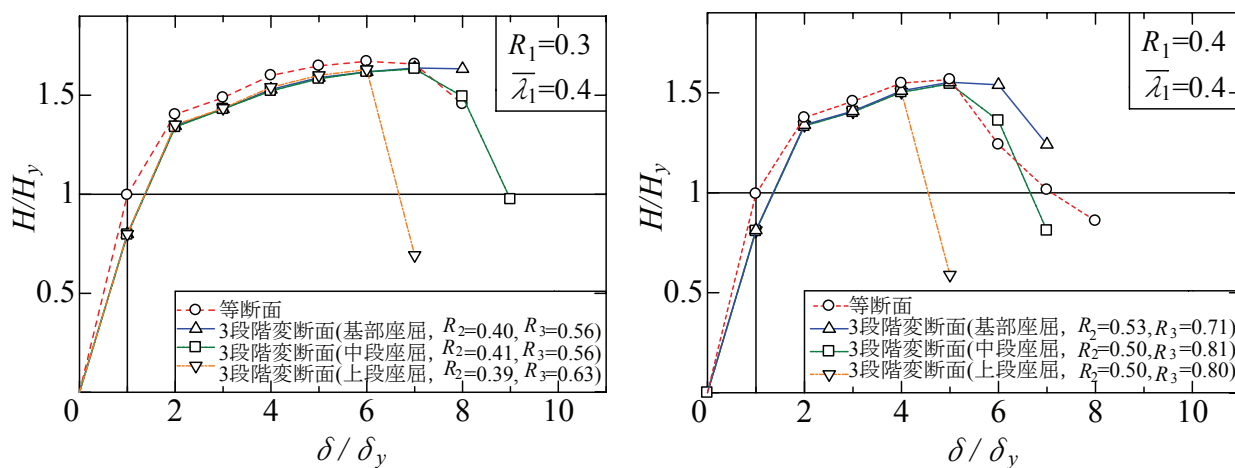 R₁=0.3
λ̄₁=0.4
H/H_y
1.5
1
0.5
0 2 4 6 8 10
δ / δ_y
等断面
3段階変断面(基部座屈, R₂=0.40, R₃=0.56)
3段階変断面(中段座屈, R₂=0.41, R₃=0.56)
3段階変断面(上段座屈, R₂=0.39, R₃=0.63)
R₁=0.4
λ̄₁=0.4
H/H_y
1.5
1
0.5
0 2 4 6 8 10
δ / δ_y
等断面
3段階変断面(基部座屈, R₂=0.53, R₃=0.71)
3段階変断面(中段座屈, R₂=0.50, R₃=0.81)
3段階変断面(上段座屈, R₂=0.50, R₃=0.80)